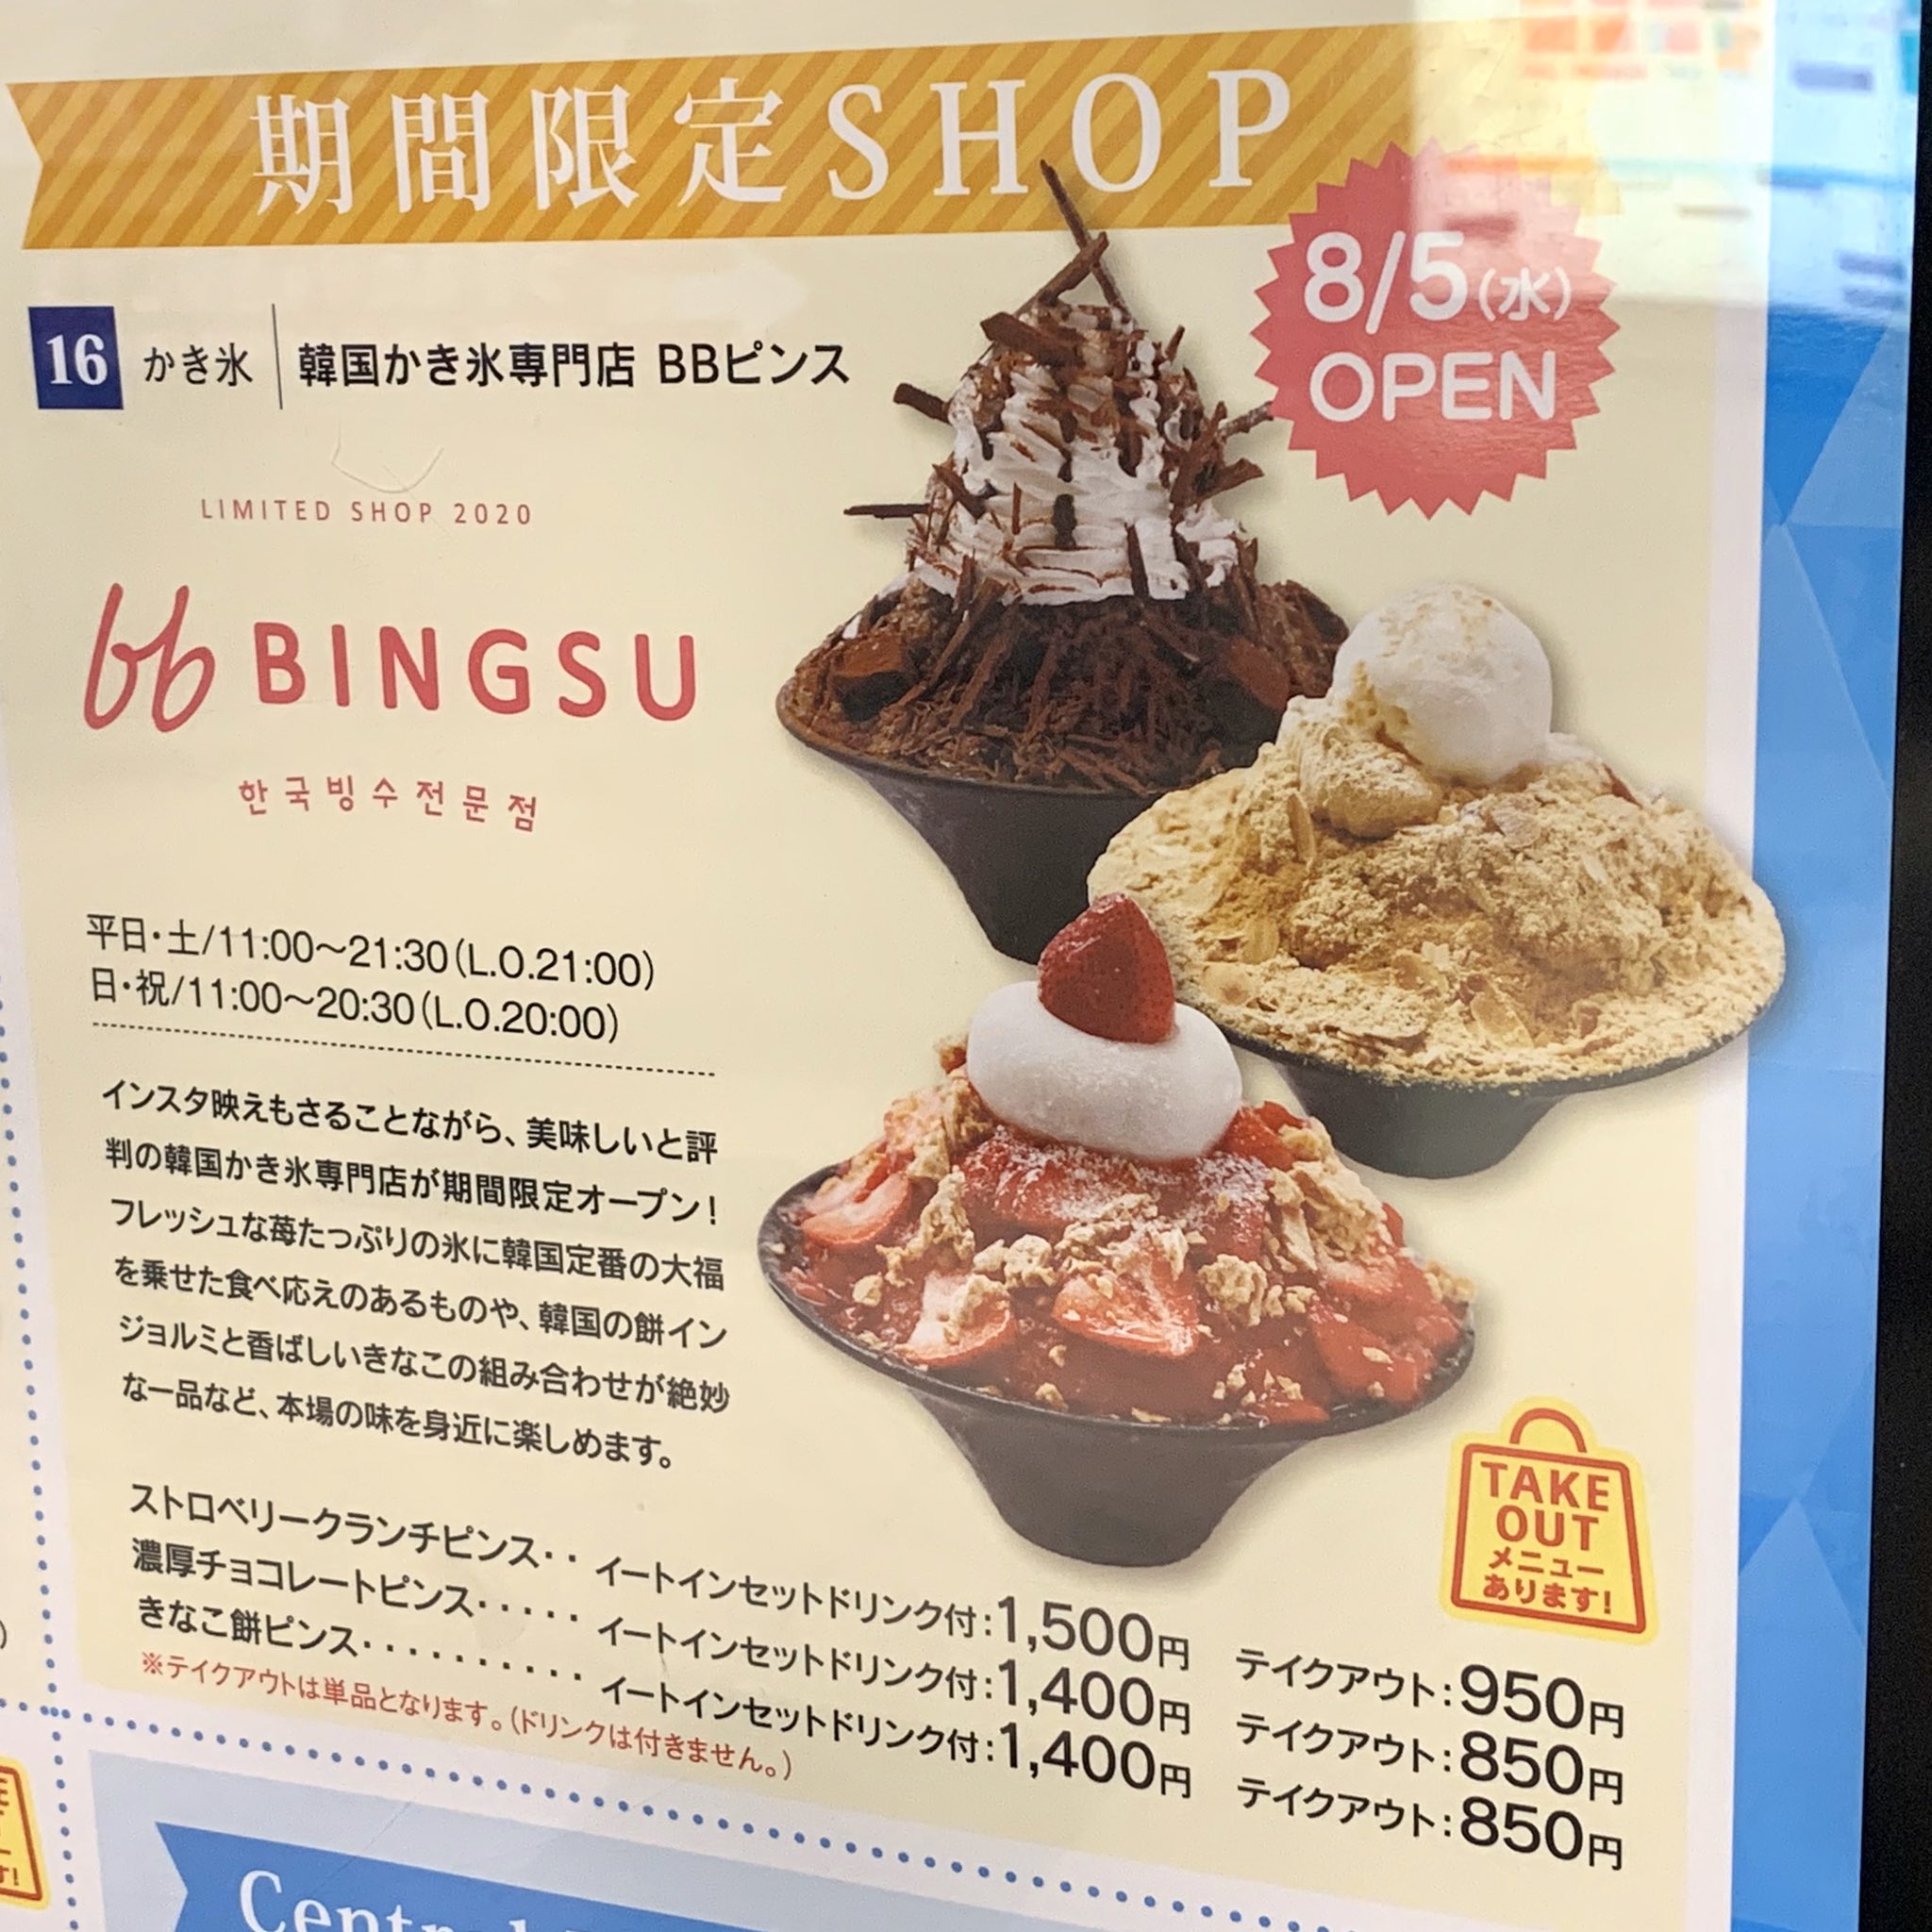 期間限定SHOP
8/5(水)
OPEN
16 かき氷 韓国かき氷専門店 BBピンス
LIMITED SHOP 2020
bb BINGSU
한국빙수전문점
平日・土/11:00〜21:30(L.O.21:00)
日・祝/11:00〜20:30(L.O.20:00)
インスタ映えもさることながら、美味しいと評
判の韓国かき氷専門店が期間限定オープン!
フレッシュな苺たっぷりの氷に韓国定番の大福
を乗せた食べ応えのあるものや、韓国の餅イン
ジョルミと香ばしいきなこの組み合わせが絶妙
な一品など、本場の味を身近に楽しめます。
TAKE
OUT
メニュー
あります!
ストロベリークランチピンス‥ イートインセットドリンク付:1,500円 テイクアウト:950円
濃厚チョコレートピンス‥‥‥ イートインセットドリンク付:1,400円 テイクアウト:850円
きなこ餅ピンス‥‥‥‥‥ イートインセットドリンク付:1,400円 テイクアウト:850円
※テイクアウトは単品となります。(ドリンクは付きません。)